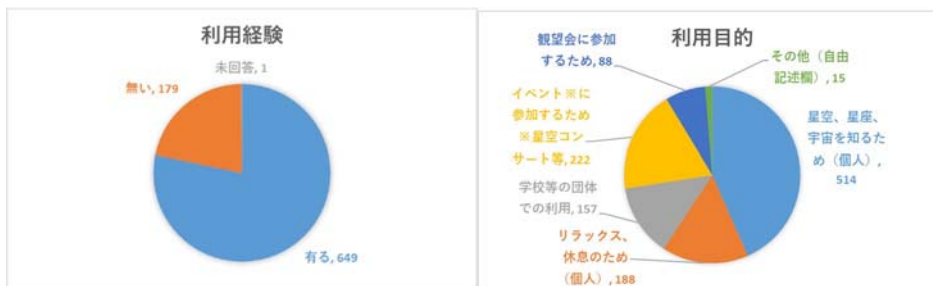 利用経験
未回答, 1
無い, 179
有る, 649
利用目的
観望会に参加
するため, 88
その他（自由
記述欄）, 15
イベント※に
参加するため
※星空コン
サート等, 222
星空、星座、
宇宙を知るた
め（個人）,
514
学校等の団体
での利用, 157
リラックス、
休息のため
（個人）, 188